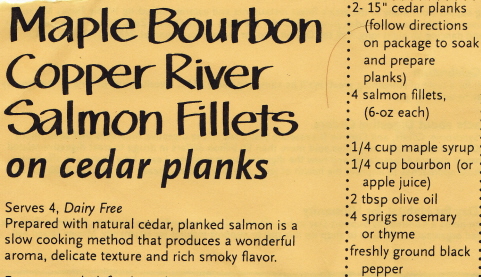 Maple Bourbon
Copper River
Salmon Fillets
on cedar planks
Serves 4, Dairy Free
Prepared with natural cedar, planked salmon is a
slow cooking method that produces a wonderful
aroma, delicate texture and rich smoky flavor.
2- 15" cedar planks
(follow directions
on package to soak
and prepare
planks)
4 salmon fillets,
(6-oz each)
1/4 cup maple syrup
1/4 cup bourbon (or
apple juice)
2 tbsp olive oil
4 sprigs rosemary
or thyme
freshly ground black
pepper